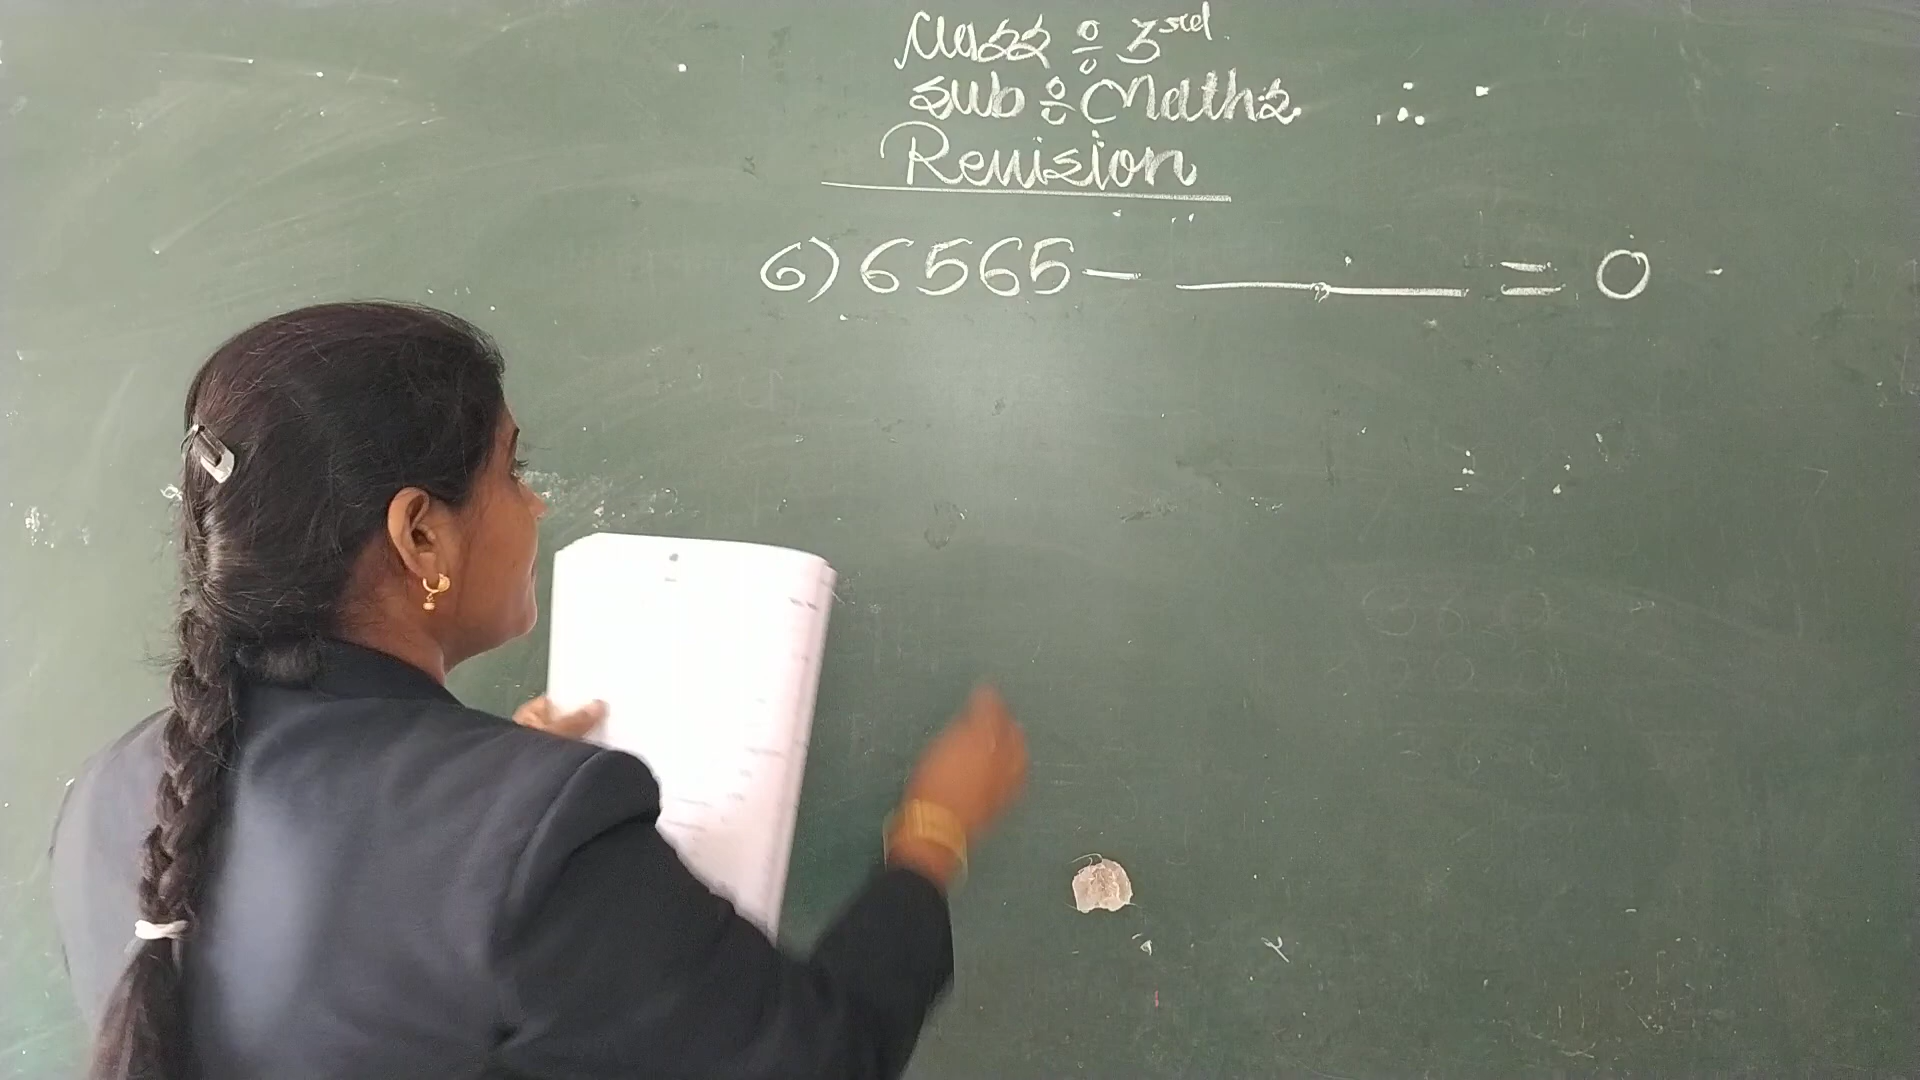 Class : 3rd
Sub : Maths
Revision
6) 6565 - ______ = 0